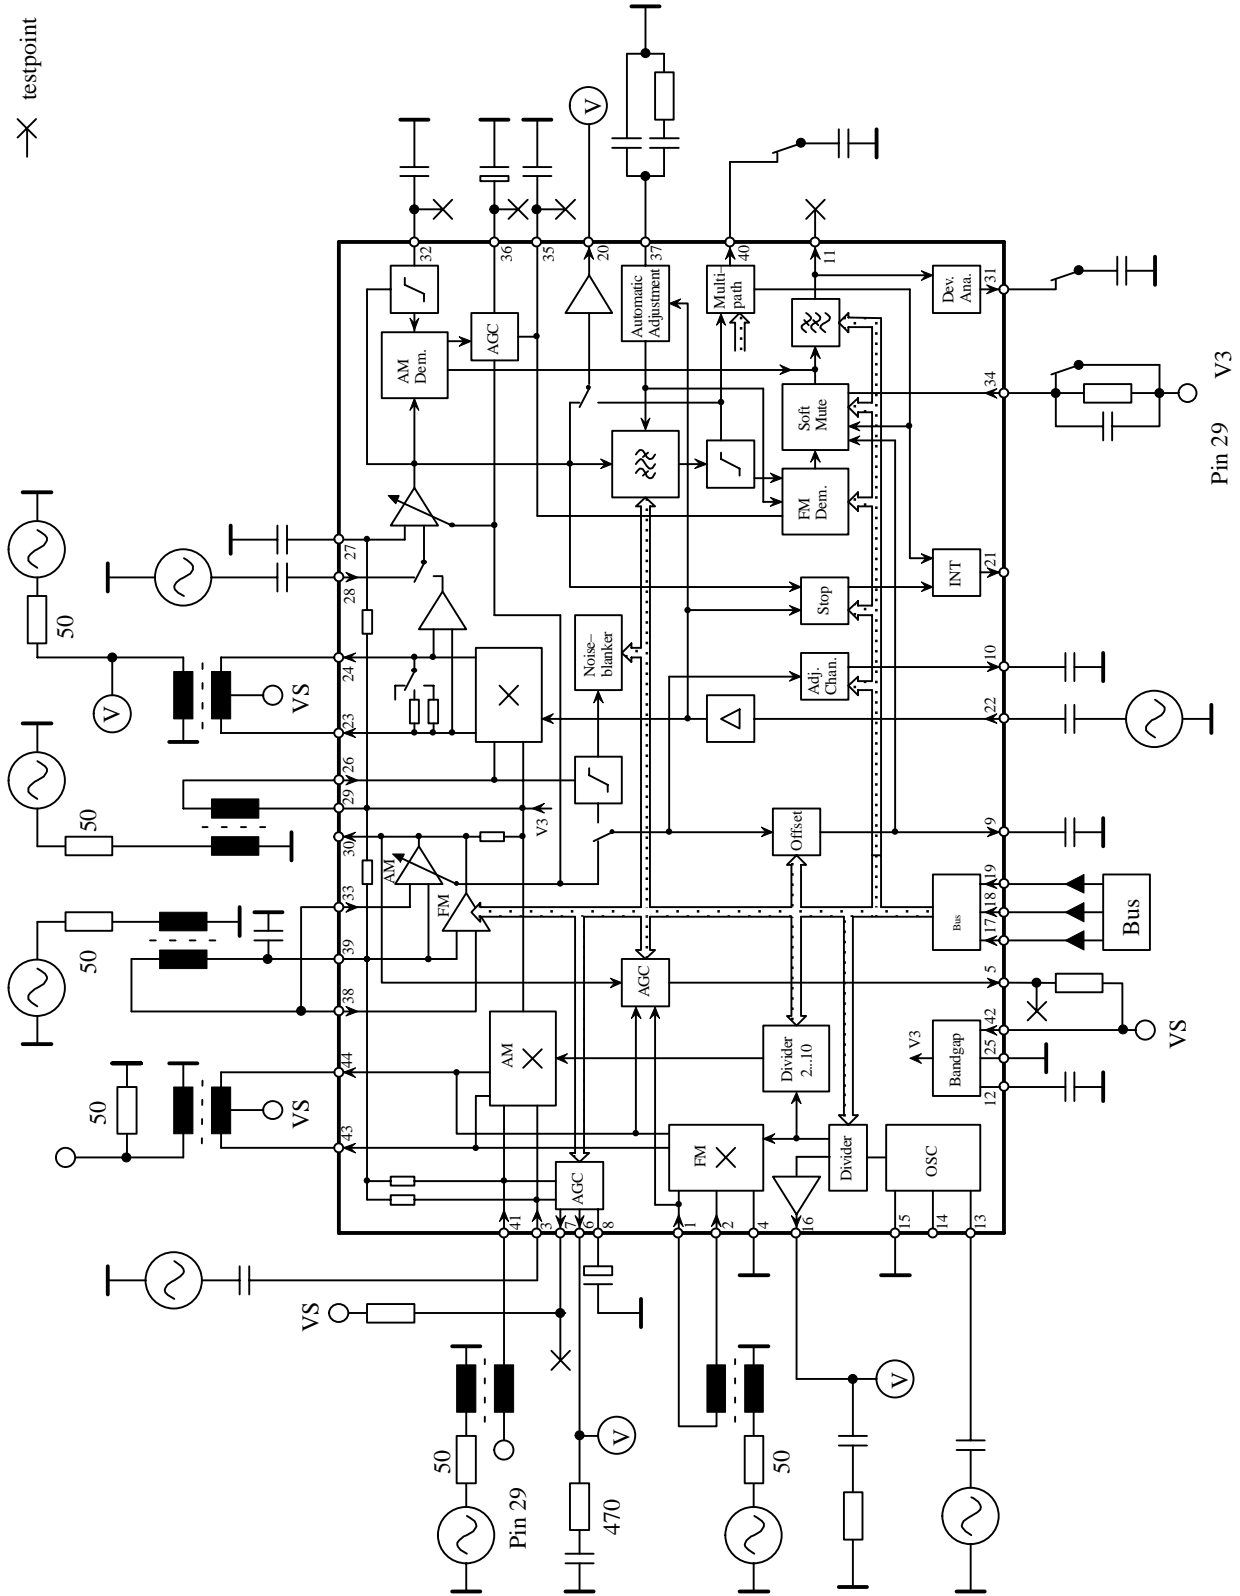 testpoint
50
50
50
50
V
VS
VS
VS
Pin 29
50
V
470
50
V
V
32
36
35
20
37
40
11
31
34
Pin 29
V3
21
10
22
9
19
18
17
5
42
25
12
VS
Bus
27
28
24
23
26
29
30
33
39
38
44
43
41
3
7
6
8
1
2
4
16
15
14
13
AM
Dem.
AGC
Automatic
Adjustment
Multi–
path
Dev.
Ana.
Soft
Mute
FM
Dem.
INT
Stop
Noise–
blanker
Adj.
Chan.
Offset
V3
AM
FM
Bus
AGC
AM
Divider
2...10
V3
Bandgap
FM
Divider
OSC
AGC